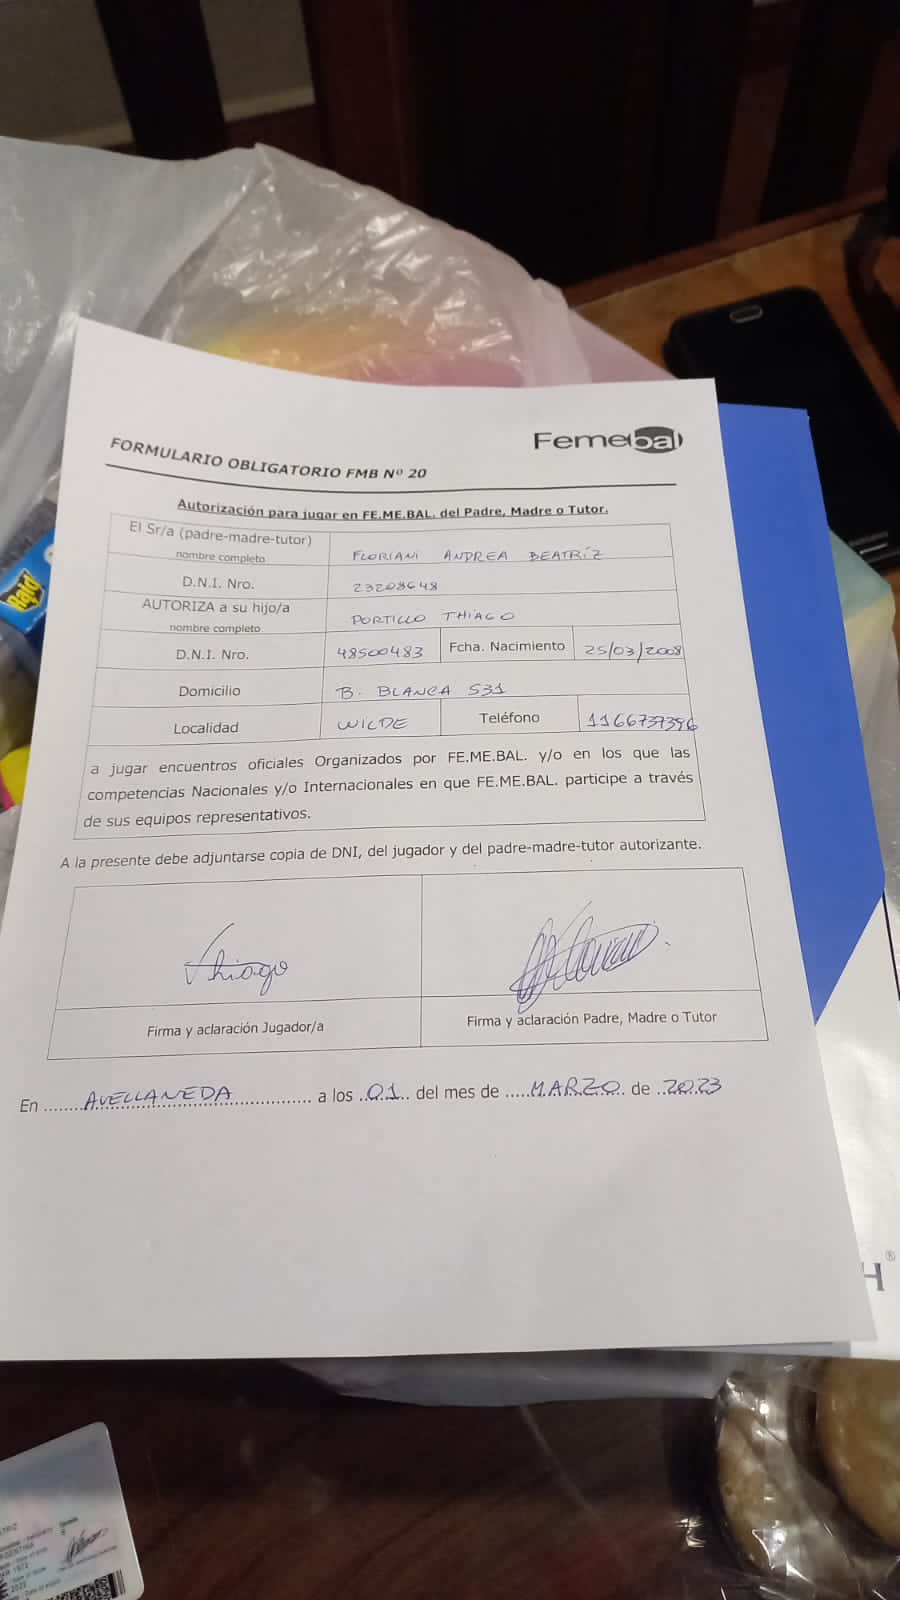 Femebal
FORMULARIO OBLIGATORIO FMB Nº 20
Autorización para jugar en FE.ME.BAL. del Padre, Madre o Tutor.
El Sr/a (padre-madre-tutor)
nombre completo
FLORIANI ANDREA BEATRÍZ
D.N.I. Nro. 23208648
AUTORIZA a su hijo/a
nombre completo
PORTILLO THIAGO
D.N.I. Nro. 48500483 Fcha. Nacimiento 25/03/2008
Domicilio B. BLANCA 531
Localidad WILDE Teléfono 1166737396
a jugar encuentros oficiales Organizados por FE.ME.BAL. y/o en los que las
competencias Nacionales y/o Internacionales en que FE.ME.BAL. participe a través
de sus equipos representativos.
A la presente debe adjuntarse copia de DNI, del jugador y del padre-madre-tutor autorizante.
Thiago
Firma y aclaración Jugador/a
Firma y aclaración Padre, Madre o Tutor
En ........AVELLANEDA................ a los ..01.. del mes de .....MARZO.. de ..2023
Raid
H®